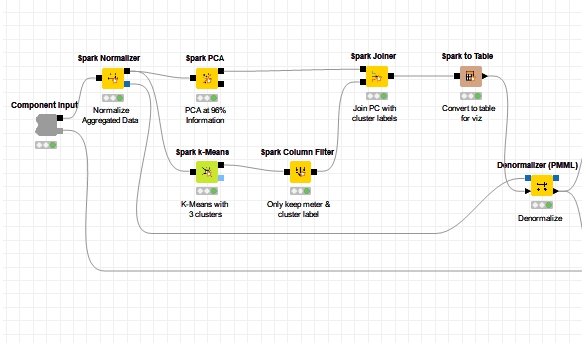 Spark Normalizer
Normalize
Aggregated Data
Spark PCA
PCA at 96%
Information
Spark Joiner
Join PC with
cluster labels
Spark to Table
Convert to table
for viz
Component Input
Spark k-Means
K-Means with
3 clusters
Spark Column Filter
Only keep meter &
cluster label
Denormalizer (PMML)
Denormalize